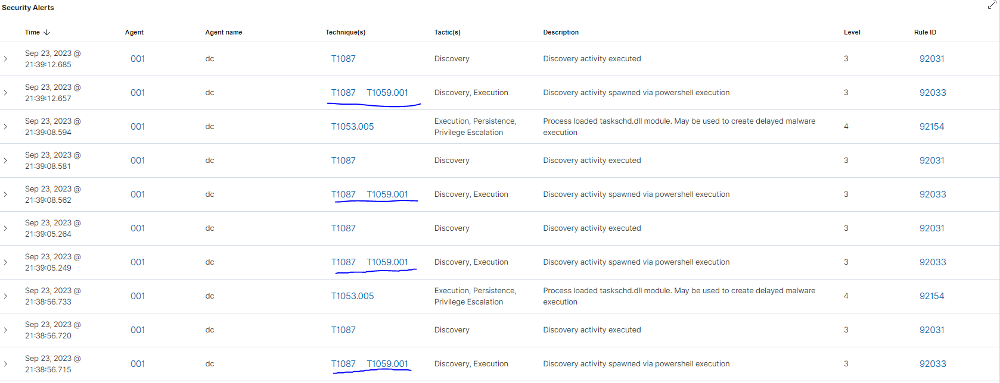 Security Alerts
Time Agent Agent name Technique(s) Tactic(s) Description Level Rule ID
Sep 23, 2023 @
21:39:12.685 001 dc T1087 Discovery Discovery activity executed 3 92031
Sep 23, 2023 @
21:39:12.657 001 dc T1087 T1059.001 Discovery, Execution Discovery activity spawned via powershell execution 3 92033
Sep 23, 2023 @ Execution, Persistence, Process loaded taskschd.dll module. May be used to create delayed malware
21:39:08.594 001 dc T1053.005 Privilege Escalation execution 4 92154
Sep 23, 2023 @
21:39:08.581 001 dc T1087 Discovery Discovery activity executed 3 92031
Sep 23, 2023 @
21:39:08.562 001 dc T1087 T1059.001 Discovery, Execution Discovery activity spawned via powershell execution 3 92033
Sep 23, 2023 @
21:39:05.264 001 dc T1087 Discovery Discovery activity executed 3 92031
Sep 23, 2023 @
21:39:05.249 001 dc T1087 T1059.001 Discovery, Execution Discovery activity spawned via powershell execution 3 92033
Sep 23, 2023 @ Execution, Persistence, Process loaded taskschd.dll module. May be used to create delayed malware
21:38:56.733 001 dc T1053.005 Privilege Escalation execution 4 92154
Sep 23, 2023 @
21:38:56.720 001 dc T1087 Discovery Discovery activity executed 3 92031
Sep 23, 2023 @
21:38:56.715 001 dc T1087 T1059.001 Discovery, Execution Discovery activity spawned via powershell execution 3 92033